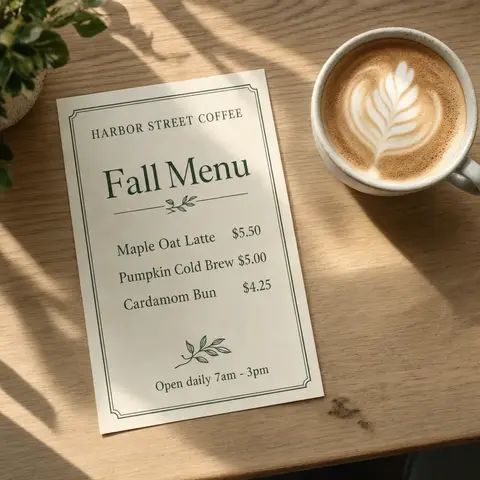 HARBOR STREET COFFEE
Fall Menu
Maple Oat Latte $5.50
Pumpkin Cold Brew $5.00
Cardamom Bun $4.25
Open daily 7am - 3pm